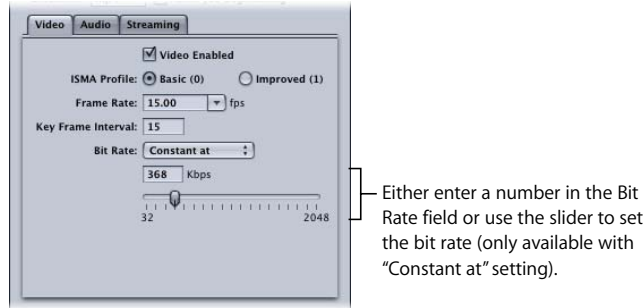 Video Audio Streaming
Video Enabled
ISMA Profile: Basic (0) Improved (1)
Frame Rate: 15.00 fps
Key Frame Interval: 15
Bit Rate: Constant at
368 Kbps
32 2048
Either enter a number in the Bit
Rate field or use the slider to set
the bit rate (only available with
“Constant at” setting).